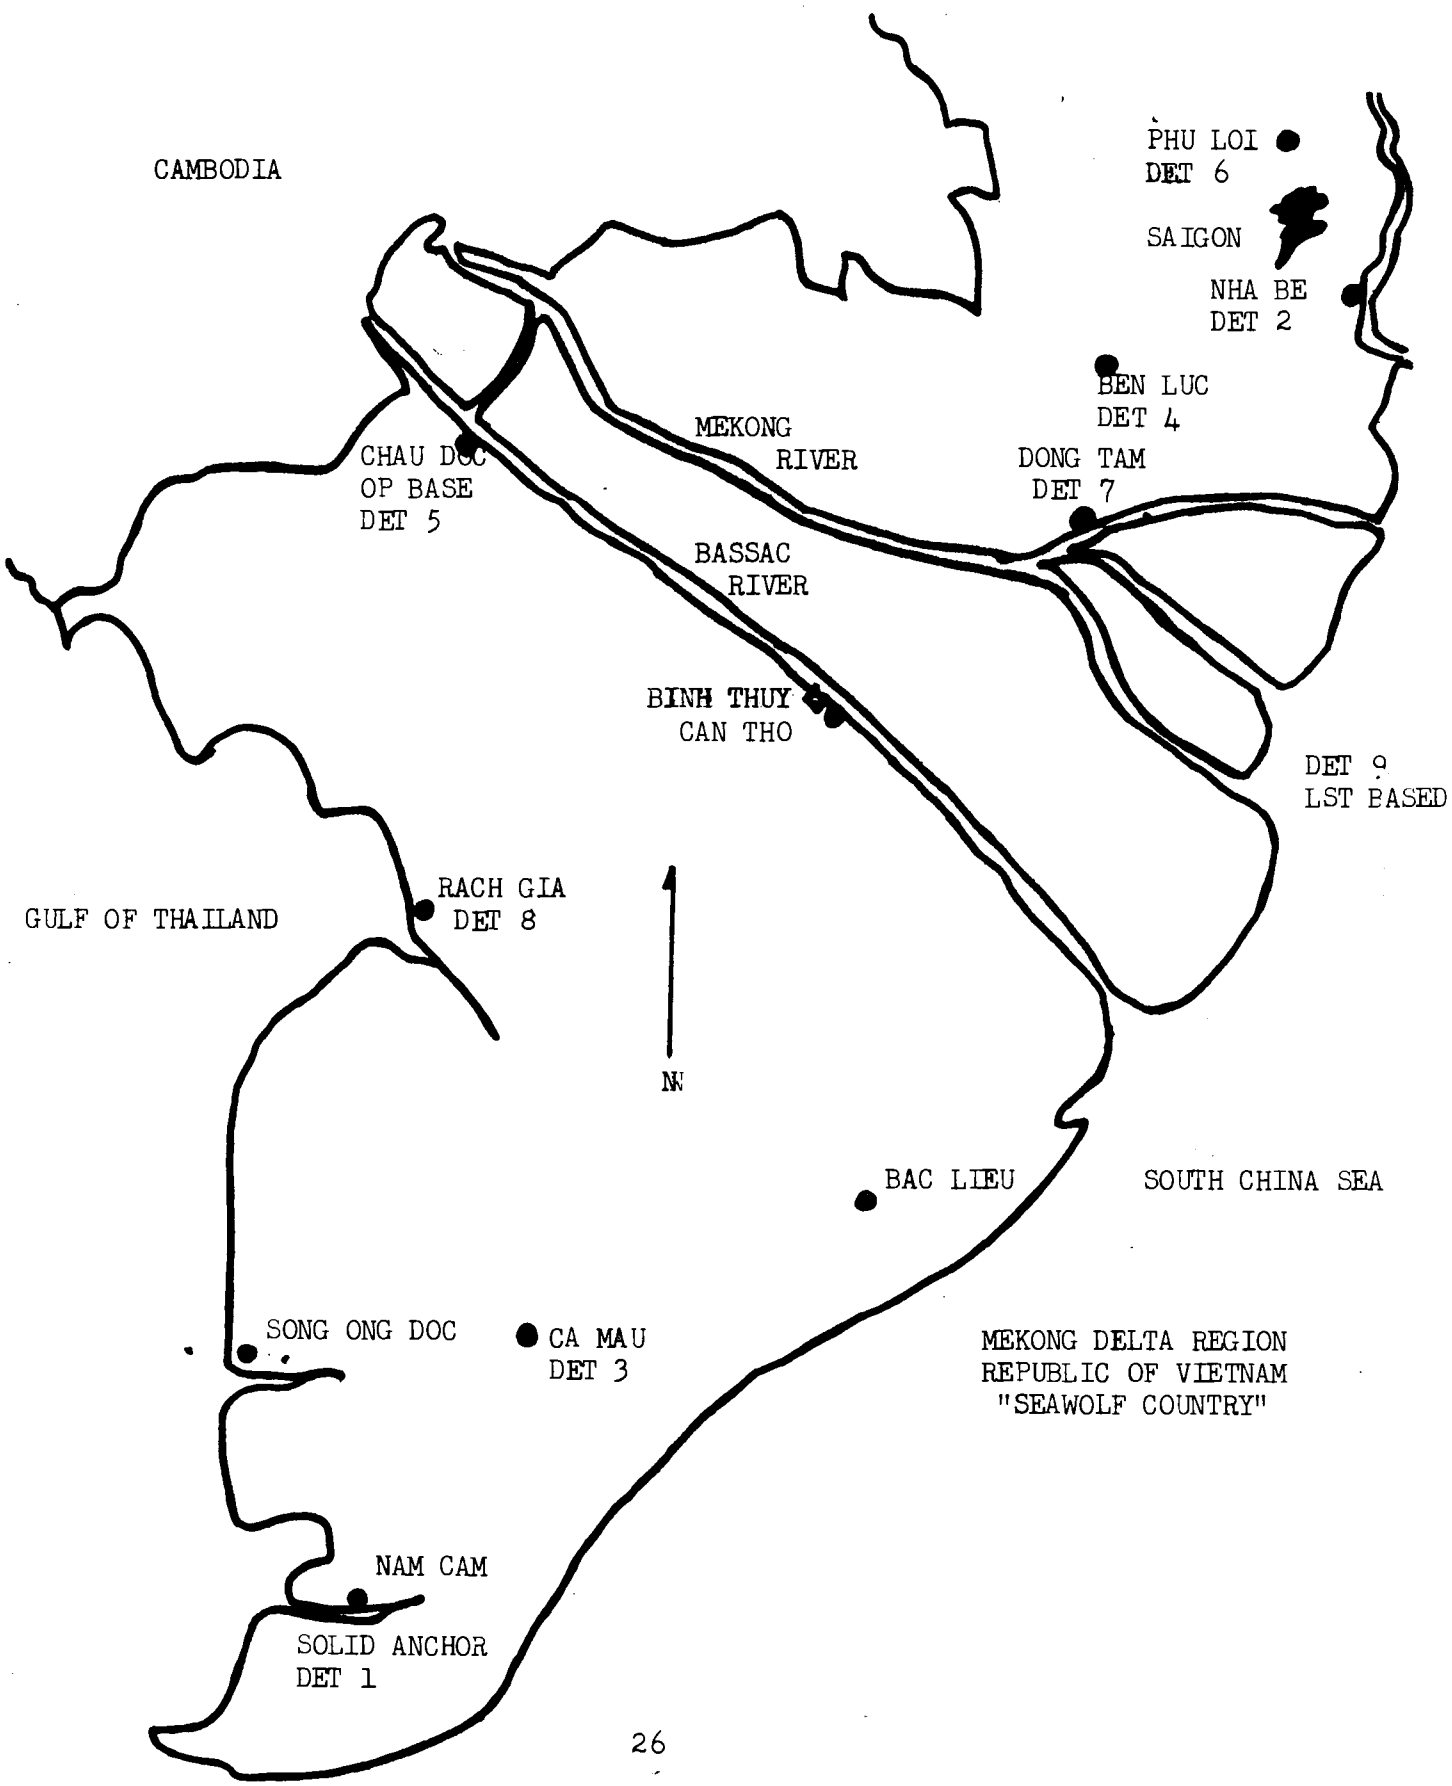 CAMBODIA
PHU LOI
DET 6
SAIGON
NHA BE
DET 2
BEN LUC
DET 4
MEKONG
RIVER
DONG TAM
DET 7
CHAU DOC
OP BASE
DET 5
BASSAC
RIVER
BINH THUY
CAN THO
DET 9
LST BASED
RACH GIA
DET 8
GULF OF THAILAND
N
BAC LIEU
SOUTH CHINA SEA
SONG ONG DOC
CA MAU
DET 3
MEKONG DELTA REGION
REPUBLIC OF VIETNAM
"SEAWOLF COUNTRY"
NAM CAM
SOLID ANCHOR
DET 1
26